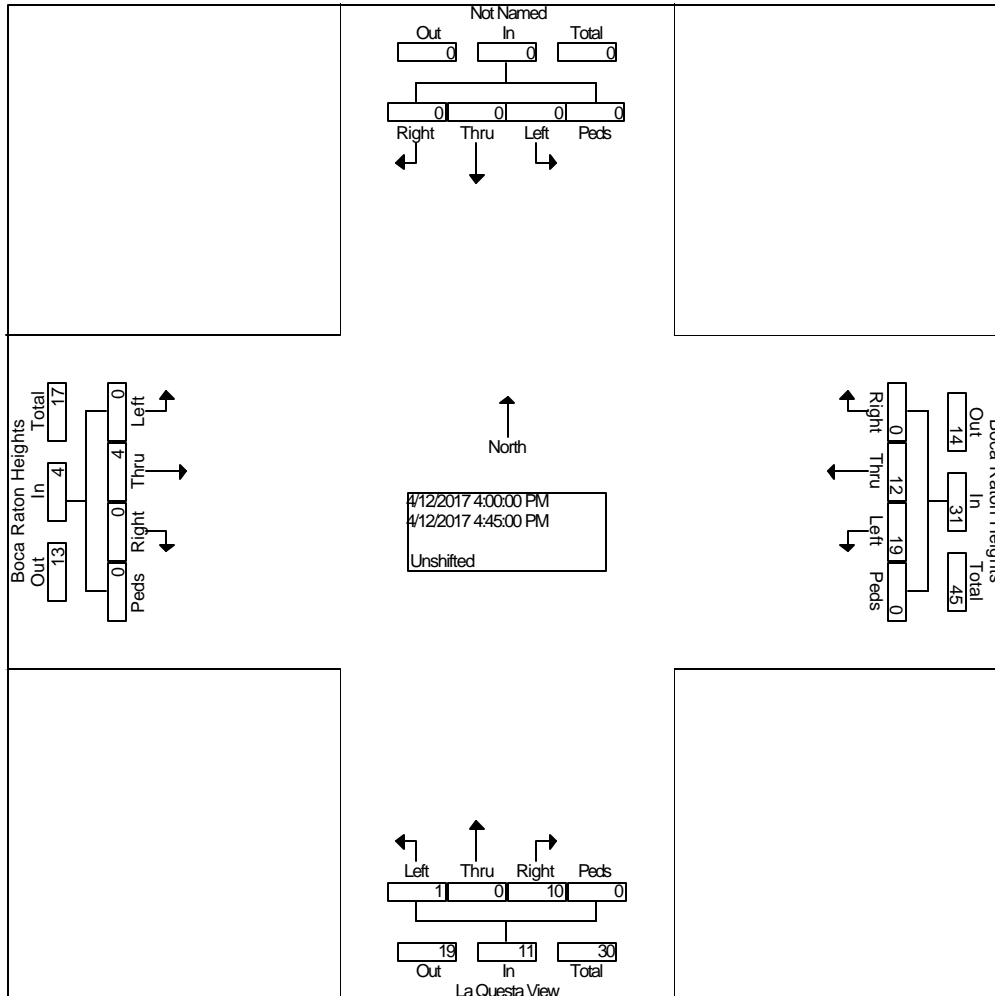 Not Named
Out In Total
0 0 0
0 0 0 0
Right Thru Left Peds
Boca Raton Heights
Total In Out
17 4 13
0 4 0 0
Left Thru Right Peds
North
4/12/2017 4:00:00 PM
4/12/2017 4:45:00 PM
Unshifted
Right Thru Left Peds
0 12 19 0
14 31 45
Out In Total
Boca Raton Heights
Left Thru Right Peds
1 0 10 0
19 11 30
Out In Total
La Questa View